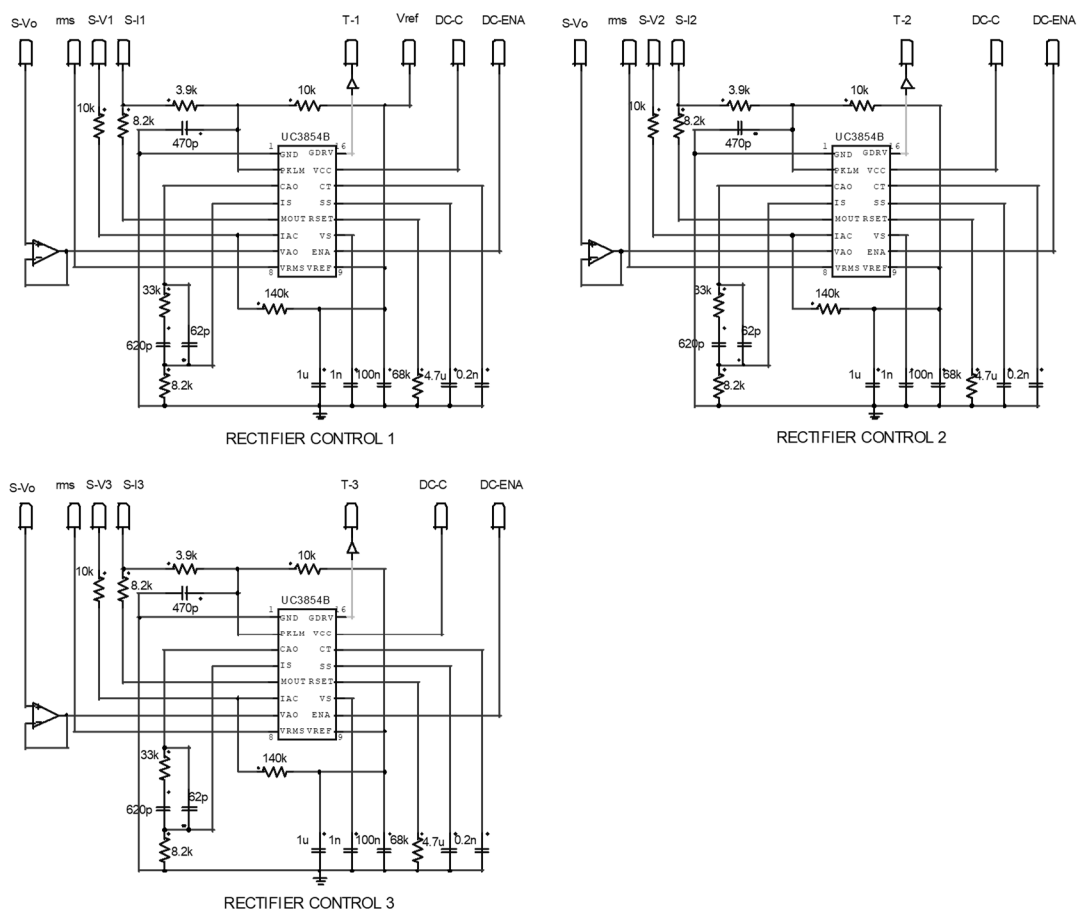 S-Vo rms S-V1 S-I1 T-1 Vref DC-C DC-ENA
3.9k 10k
10k 8.2k
470p
UC3854B
1 16
GND GDRV
PKLM VCC
CAO CT
IS SS
MOUT RSET
IAC VS
VAO ENA
VRMS VREF
8 9
33k 140k
620p 62p
8.2k 1u 1n 100n 68k 4.7u 0.2n
RECTIFIER CONTROL 1
S-Vo rms S-V2 S-I2 T-2 DC-C DC-ENA
3.9k 10k
10k 8.2k
470p
UC3854B
1 16
GND GDRV
PKLM VCC
CAO CT
IS SS
MOUT RSET
IAC VS
VAO ENA
VRMS VREF
8 9
33k 140k
620p 62p
8.2k 1u 1n 100n 68k 4.7u 0.2n
RECTIFIER CONTROL 2
S-Vo rms S-V3 S-I3 T-3 DC-C DC-ENA
3.9k 10k
10k 8.2k
470p
UC3854B
1 16
GND GDRV
PKLM VCC
CAO CT
IS SS
MOUT RSET
IAC VS
VAO ENA
VRMS VREF
8 9
33k 140k
620p 62p
8.2k 1u 1n 100n 68k 4.7u 0.2n
RECTIFIER CONTROL 3